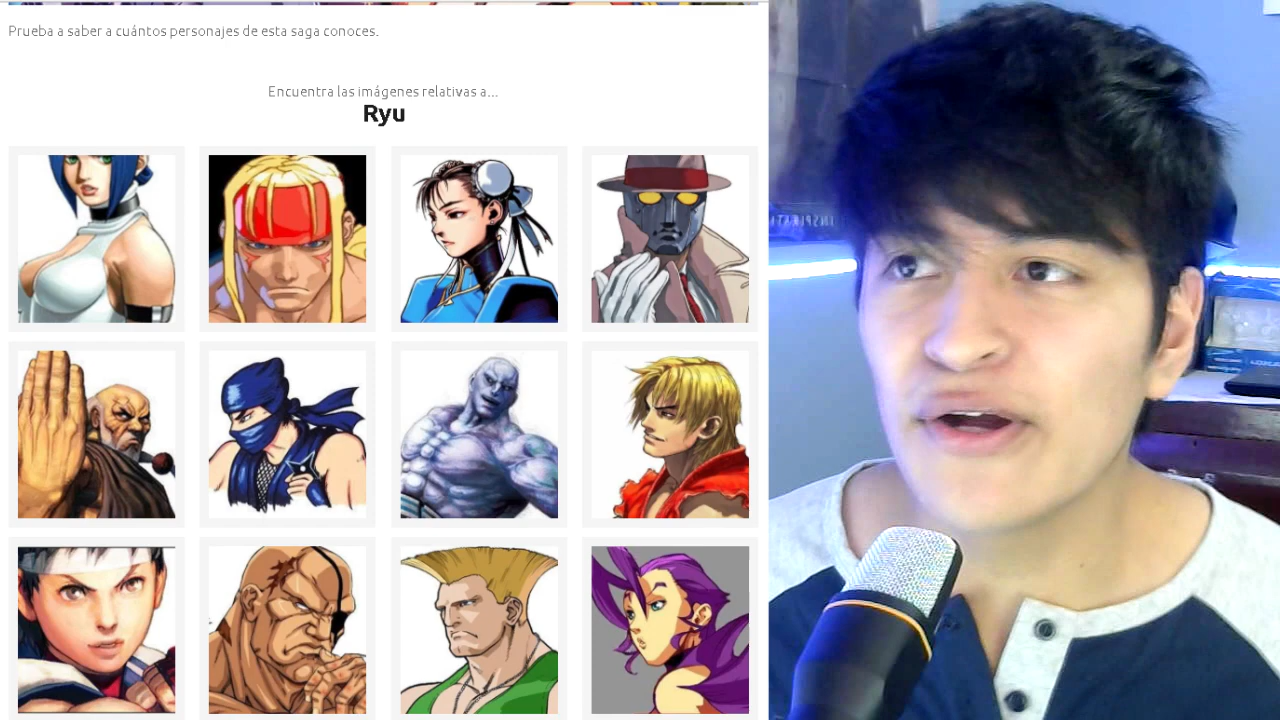 Prueba a saber a cuántos personajes de esta saga conoces.
Encuentra las imágenes relativas a...
Ryu